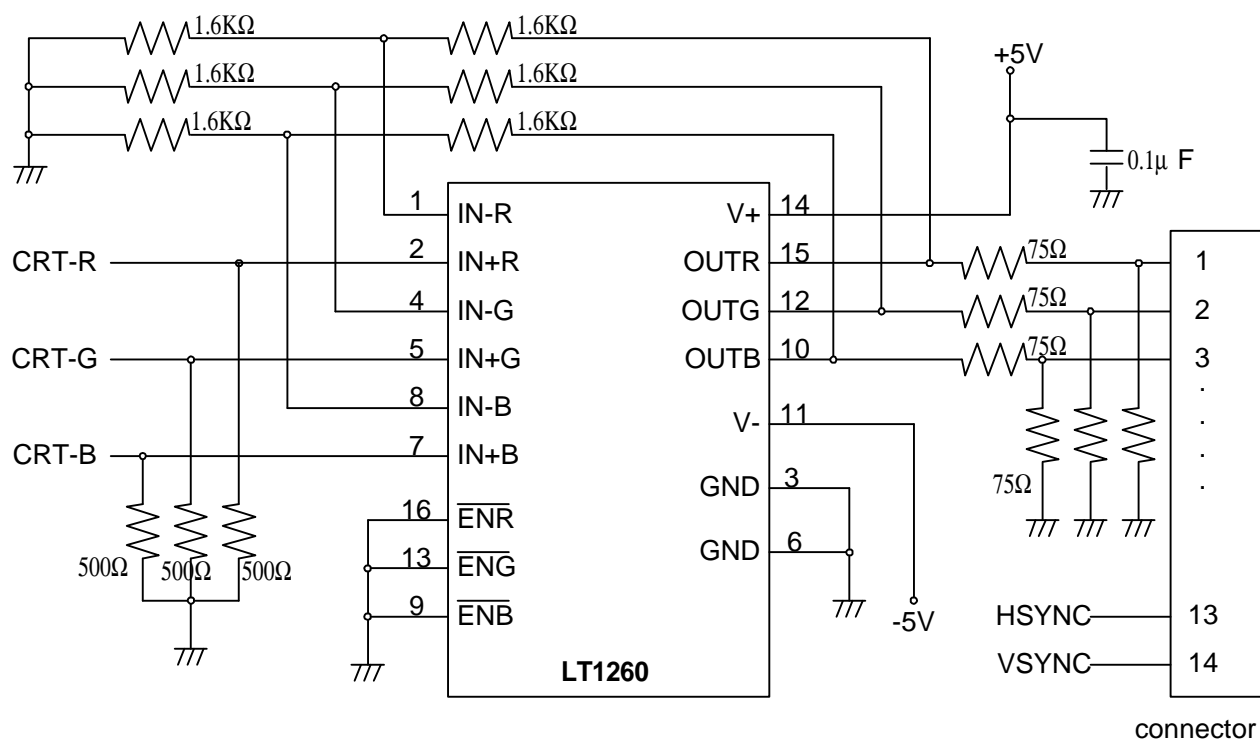 1.6KΩ 1.6KΩ
1.6KΩ 1.6KΩ
1.6KΩ 1.6KΩ
+5V
0.1μ F
1 IN-R V+ 14
CRT-R 2 IN+R OUTR 15 75Ω 1
4 IN-G OUTG 12 75Ω 2
CRT-G 5 IN+G OUTB 10 75Ω 3
8 IN-B V- 11
CRT-B 7 IN+B
GND 3 75Ω
16 ENR
GND 6
500Ω 500Ω 500Ω 13 ENG
9 ENB -5V HSYNC 13
LT1260 VSYNC 14
connector